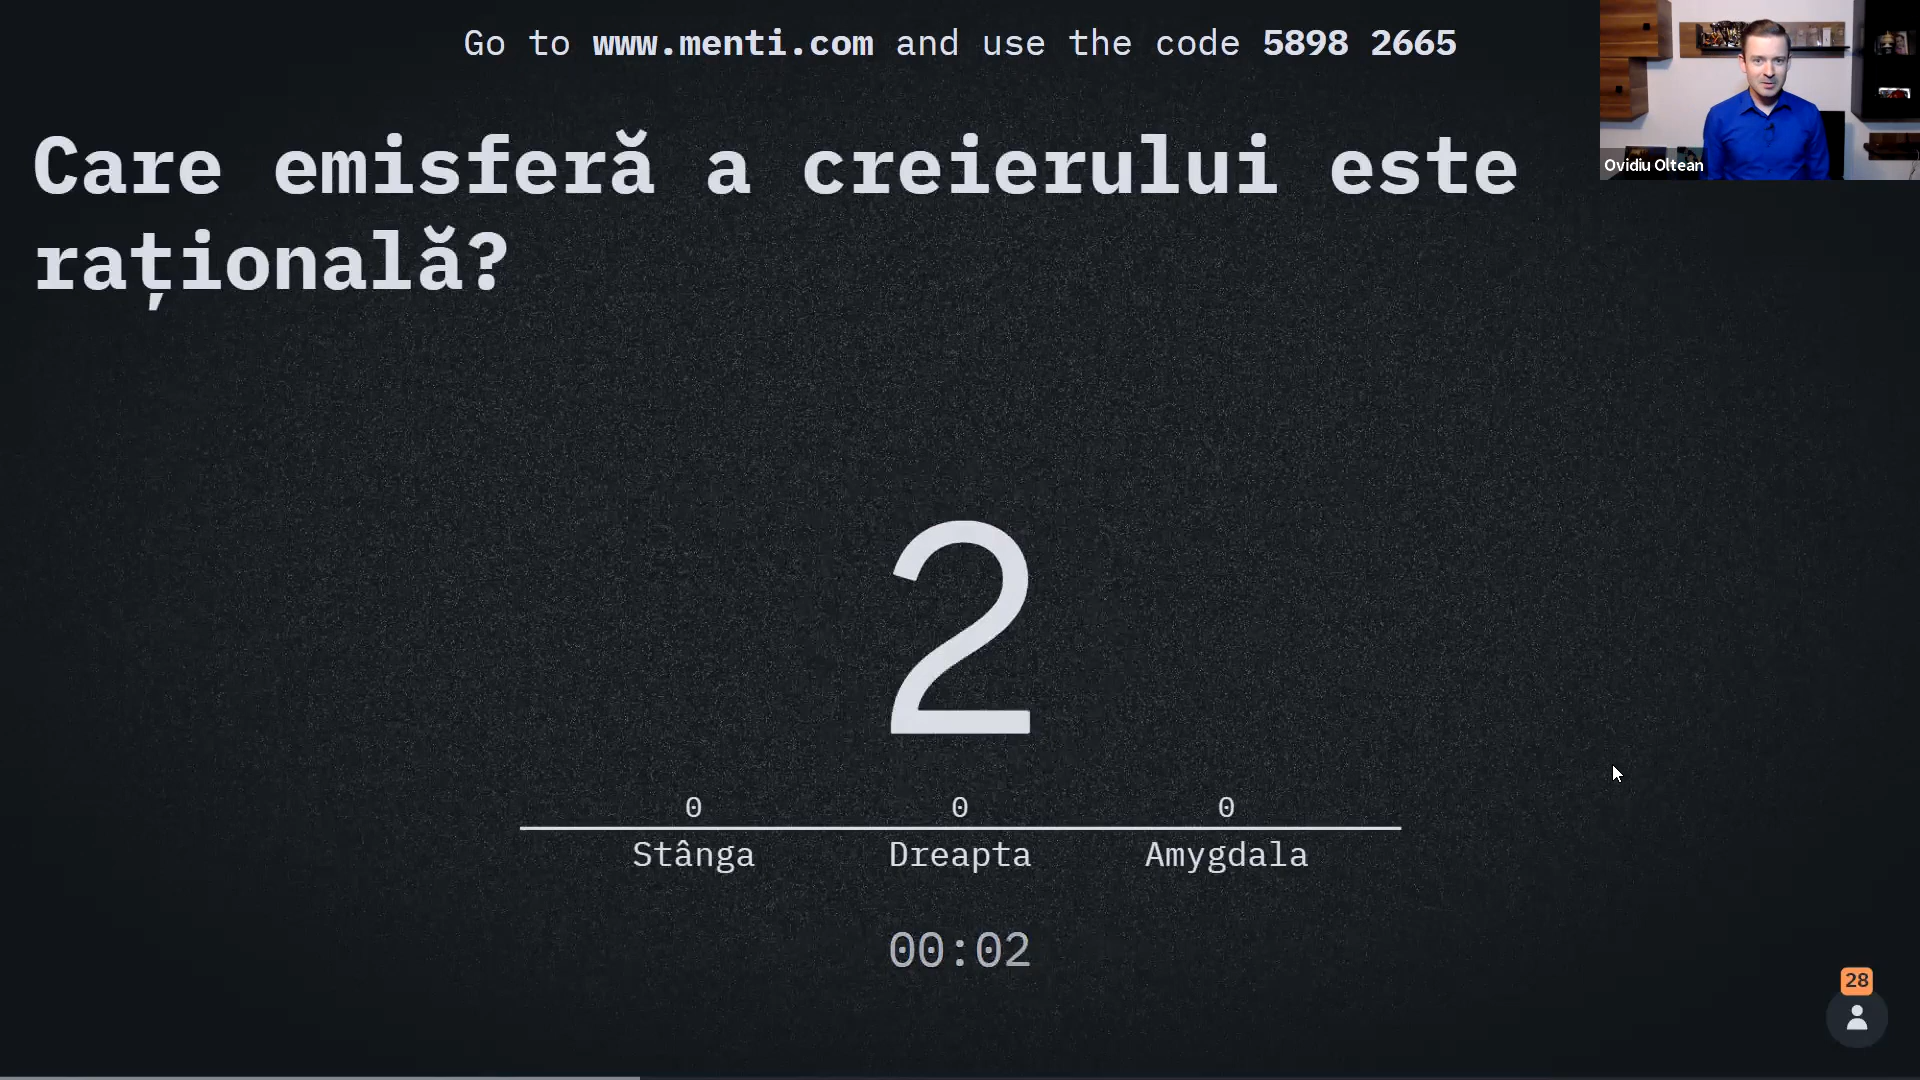 Go to www.menti.com and use the code 5898 2665
Ovidiu Oltean
Care emisferă a creierului este
rațională?
2
0 0 0
Stânga Dreapta Amygdala
00:02
28